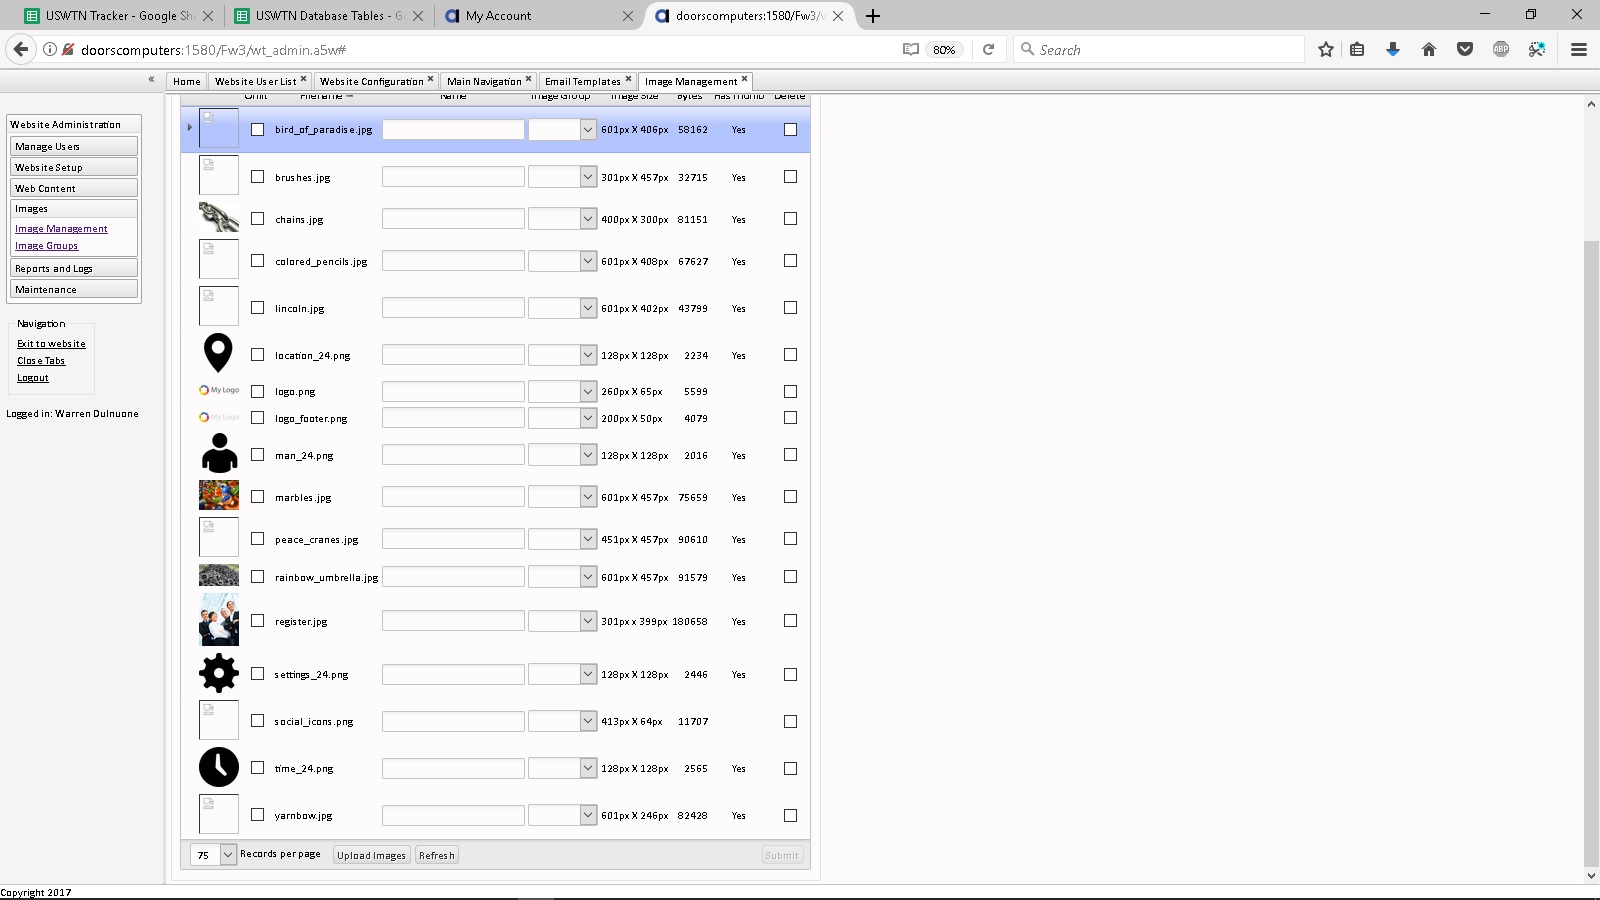 USWTN Tracker - Google Sh
USWTN Database Tables - G
My Account
doorscomputers:1580/Fw3/w
doorscomputers:1580/Fw3/wt_admin.a5w#
80%
Search
ABP
«
Home
Website User List
Website Configuration
Main Navigation
Email Templates
Image Management
Website Administration
Manage Users
Website Setup
Web Content
Images
Image Management
Image Groups
Reports and Logs
Maintenance
Navigation
Exit to website
Close Tabs
Logout
Logged in: Warren Dulnuone
Omit Filename Name Image Group Image Size Bytes Has Thumb Delete
bird_of_paradise.jpg 601px X 406px 58162 Yes
brushes.jpg 301px X 457px 32715 Yes
chains.jpg 400px X 300px 81151 Yes
colored_pencils.jpg 601px X 408px 67627 Yes
lincoln.jpg 601px X 402px 43799 Yes
location_24.png 128px X 128px 2234 Yes
My Logo logo.png 260px X 65px 5599
My Logo logo_footer.png 200px X 50px 4079
man_24.png 128px X 128px 2016 Yes
marbles.jpg 601px X 457px 75659 Yes
peace_cranes.jpg 451px X 457px 90610 Yes
rainbow_umbrella.jpg 601px X 457px 91579 Yes
register.jpg 301px x 399px 180658 Yes
settings_24.png 128px X 128px 2446 Yes
social_icons.png 413px X 64px 11707
time_24.png 128px X 128px 2565 Yes
yarnbow.jpg 601px X 246px 82428 Yes
75 Records per page Upload Images Refresh Submit
Copyright 2017